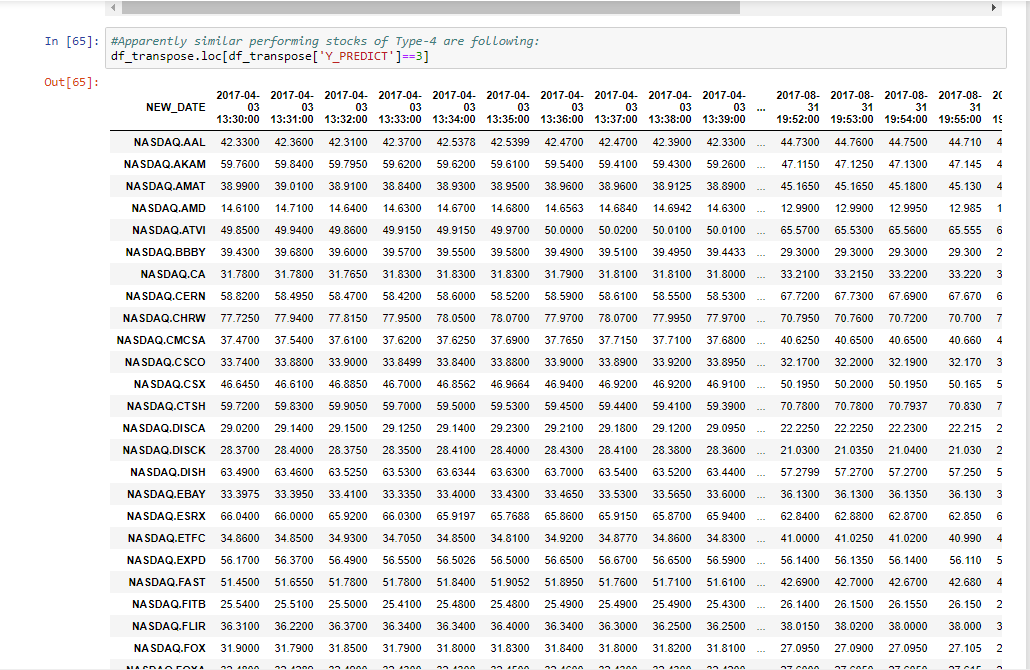 In [65]: #Apparently similar performing stocks of Type-4 are following:
df_transpose.loc[df_transpose['Y_PREDICT']==3]
Out[65]:
NEW_DATE 2017-04-03 13:30:00 2017-04-03 13:31:00 2017-04-03 13:32:00 2017-04-03 13:33:00 2017-04-03 13:34:00 2017-04-03 13:35:00 2017-04-03 13:36:00 2017-04-03 13:37:00 2017-04-03 13:38:00 2017-04-03 13:39:00 ... 2017-08-31 19:52:00 2017-08-31 19:53:00 2017-08-31 19:54:00 2017-08-31 19:55:00
NASDAQ.AAL 42.3300 42.3600 42.3100 42.3700 42.5378 42.5399 42.4700 42.4700 42.3900 42.3300 ... 44.7300 44.7600 44.7500 44.710 4
NASDAQ.AKAM 59.7600 59.8400 59.7950 59.6200 59.6200 59.6100 59.5400 59.4100 59.4300 59.2600 ... 47.1150 47.1250 47.1300 47.145 4
NASDAQ.AMAT 38.9900 39.0100 38.9100 38.8400 38.9300 38.9500 38.9600 38.9600 38.9125 38.8900 ... 45.1650 45.1650 45.1800 45.130 4
NASDAQ.AMD 14.6100 14.7100 14.6400 14.6300 14.6700 14.6800 14.6563 14.6840 14.6942 14.6300 ... 12.9900 12.9900 12.9950 12.985 1
NASDAQ.ATVI 49.8500 49.9400 49.8600 49.9150 49.9150 49.9700 50.0000 50.0200 50.0100 50.0100 ... 65.5700 65.5300 65.5600 65.555 6
NASDAQ.BBBY 39.4300 39.6800 39.6000 39.5700 39.5500 39.5800 39.4900 39.5100 39.4950 39.4433 ... 29.3000 29.3000 29.3000 29.300 2
NASDAQ.CA 31.7800 31.7800 31.7650 31.8300 31.8300 31.8300 31.7900 31.8100 31.8100 31.8000 ... 33.2100 33.2150 33.2200 33.220 3
NASDAQ.CERN 58.8200 58.4950 58.4700 58.4200 58.6000 58.5200 58.5900 58.6100 58.5500 58.5300 ... 67.7200 67.7300 67.6900 67.670 6
NASDAQ.CHRW 77.7250 77.9400 77.8150 77.9500 78.0500 78.0700 77.9700 78.0700 77.9950 77.9700 ... 70.7950 70.7600 70.7200 70.700 7
NASDAQ.CMCSA 37.4700 37.5400 37.6100 37.6200 37.6250 37.6900 37.7650 37.7150 37.7100 37.6800 ... 40.6250 40.6500 40.6500 40.660 4
NASDAQ.CSCO 33.7400 33.8800 33.9000 33.8499 33.8400 33.8800 33.9000 33.8900 33.9200 33.8950 ... 32.1700 32.2000 32.1900 32.170 3
NASDAQ.CSX 46.6450 46.6100 46.8850 46.7000 46.8562 46.9664 46.9400 46.9200 46.9200 46.9100 ... 50.1950 50.2000 50.1950 50.165 5
NASDAQ.CTSH 59.7200 59.8300 59.9050 59.7000 59.5000 59.5300 59.4500 59.4400 59.4100 59.3900 ... 70.7800 70.7800 70.7937 70.830 7
NASDAQ.DISCA 29.0200 29.1400 29.1500 29.1250 29.1400 29.2300 29.2100 29.1800 29.1200 29.0950 ... 22.2250 22.2250 22.2300 22.215 2
NASDAQ.DISCK 28.3700 28.4000 28.3750 28.3500 28.4100 28.4000 28.4300 28.4100 28.3800 28.3600 ... 21.0300 21.0350 21.0400 21.030 2
NASDAQ.DISH 63.4900 63.4600 63.5250 63.5300 63.6344 63.6300 63.7000 63.5400 63.5200 63.4400 ... 57.2799 57.2700 57.2700 57.250 5
NASDAQ.EBAY 33.3975 33.3950 33.4100 33.3350 33.4000 33.4300 33.4650 33.5300 33.5650 33.6000 ... 36.1300 36.1300 36.1350 36.130 3
NASDAQ.ESRX 66.0400 66.0000 65.9200 66.0300 65.9197 65.7688 65.8600 65.9150 65.8700 65.9400 ... 62.8400 62.8800 62.8700 62.850 6
NASDAQ.ETFC 34.8600 34.8500 34.9300 34.7050 34.8500 34.8100 34.9200 34.8770 34.8600 34.8300 ... 41.0000 41.0250 41.0200 40.990 4
NASDAQ.EXPD 56.1700 56.3700 56.4900 56.5500 56.5026 56.5000 56.6500 56.6700 56.6500 56.5900 ... 56.1400 56.1350 56.1400 56.110 5
NASDAQ.FAST 51.4500 51.6550 51.7800 51.7800 51.8400 51.9052 51.8950 51.7600 51.7100 51.6100 ... 42.6900 42.7000 42.6700 42.680 4
NASDAQ.FITB 25.5400 25.5100 25.5000 25.4100 25.4800 25.4800 25.4900 25.4900 25.4900 25.4300 ... 26.1400 26.1500 26.1550 26.150 2
NASDAQ.FLIR 36.3100 36.2200 36.3700 36.3400 36.3400 36.4000 36.3400 36.3000 36.2500 36.2500 ... 38.0150 38.0200 38.0000 38.000 3
NASDAQ.FOX 31.9000 31.7900 31.8500 31.7900 31.8000 31.8300 31.8400 31.8000 31.8200 31.8100 ... 27.0950 27.0900 27.0950 27.105 2